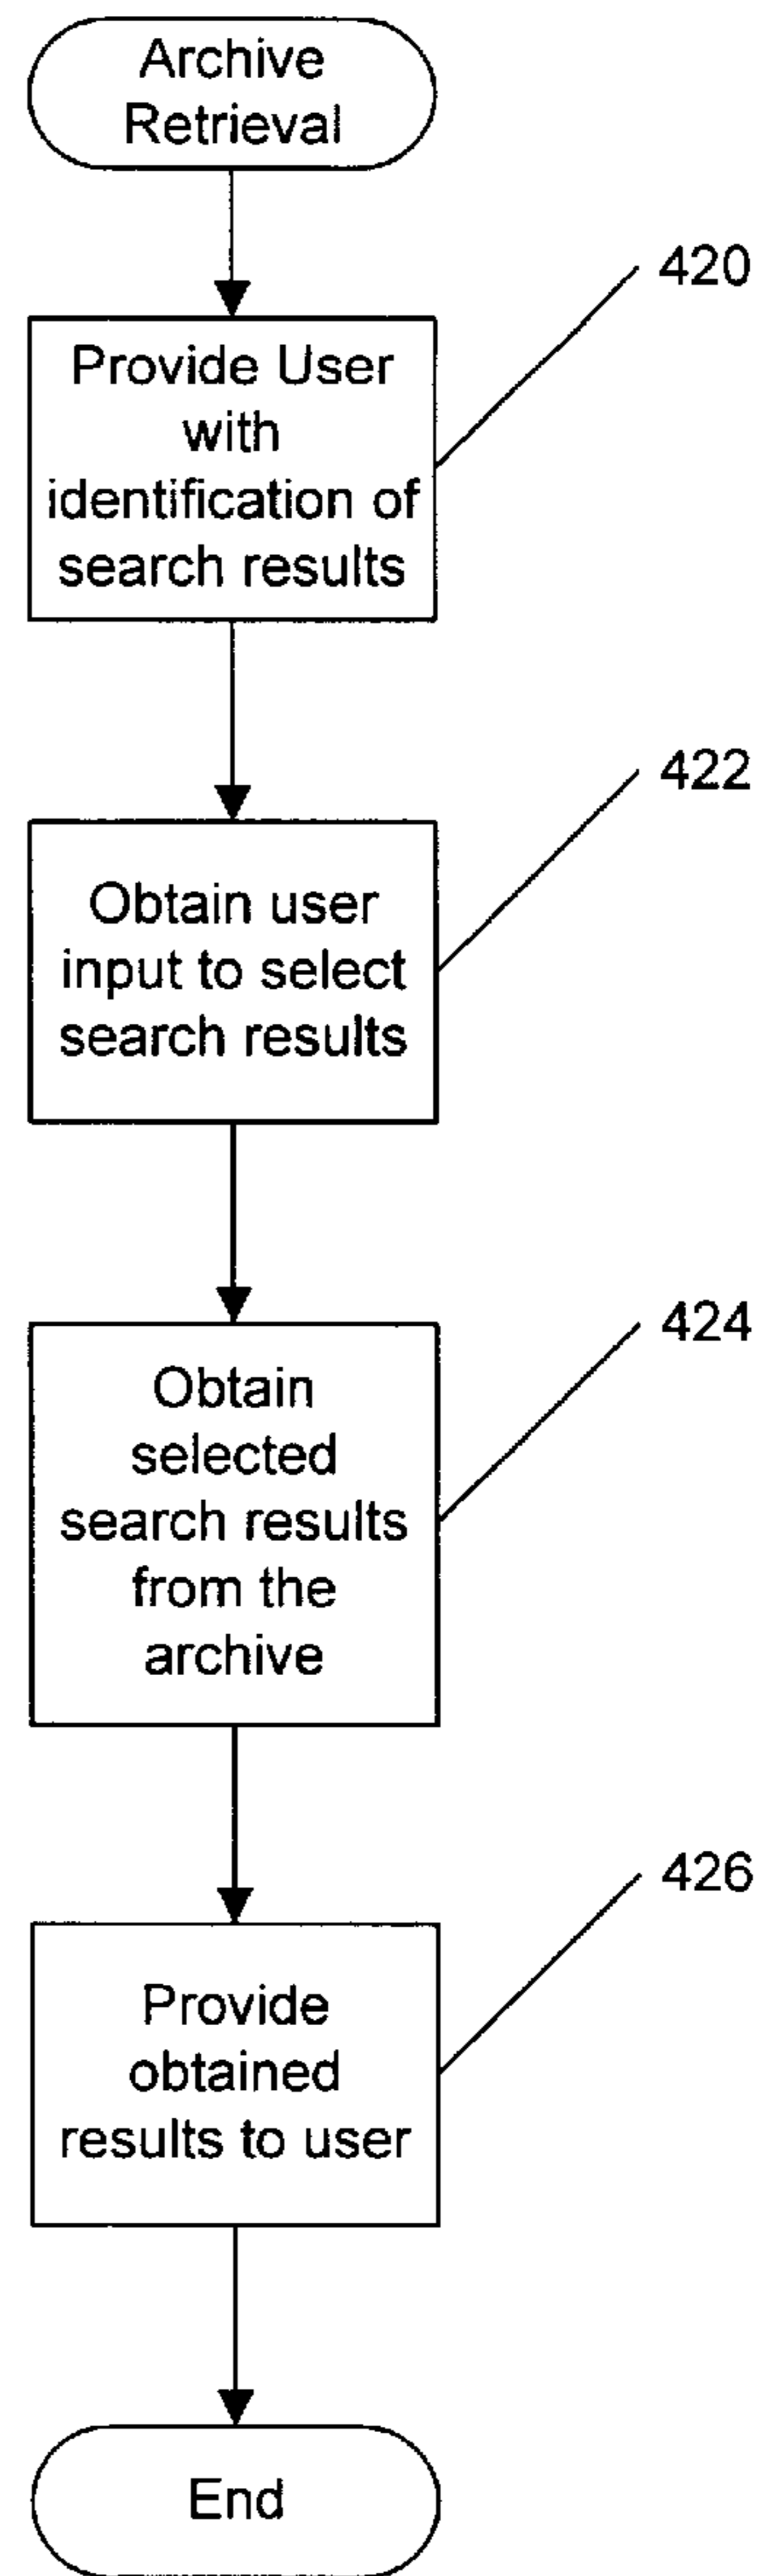 Archive
Retrieval
420
Provide User
with
identification of
search results
422
Obtain user
input to select
search results
424
Obtain
selected
search results
from the
archive
426
Provide
obtained
results to user
End